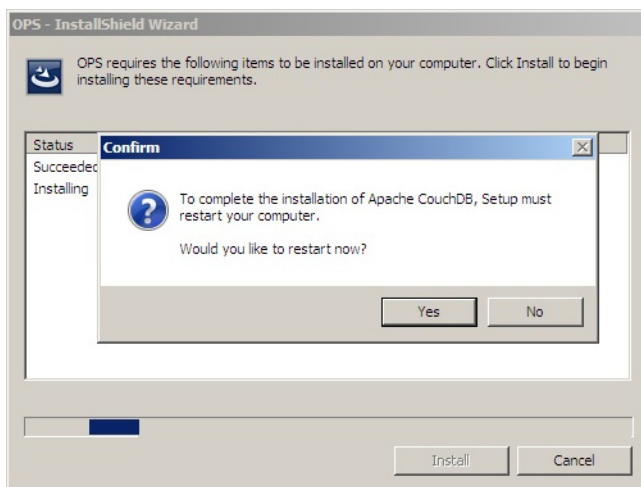 OPS - InstallShield Wizard
OPS requires the following items to be installed on your computer. Click Install to begin
installing these requirements.
Status
Succeeded
Installing
Confirm
To complete the installation of Apache CouchDB, Setup must
restart your computer.
Would you like to restart now?
Yes No
Install Cancel